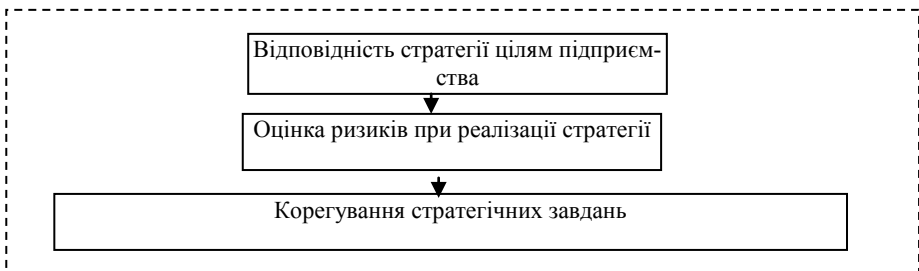 Відповідність стратегії цілям підприєм-
ства
Оцінка ризиків при реалізації стратегії
Корегування стратегічних завдань